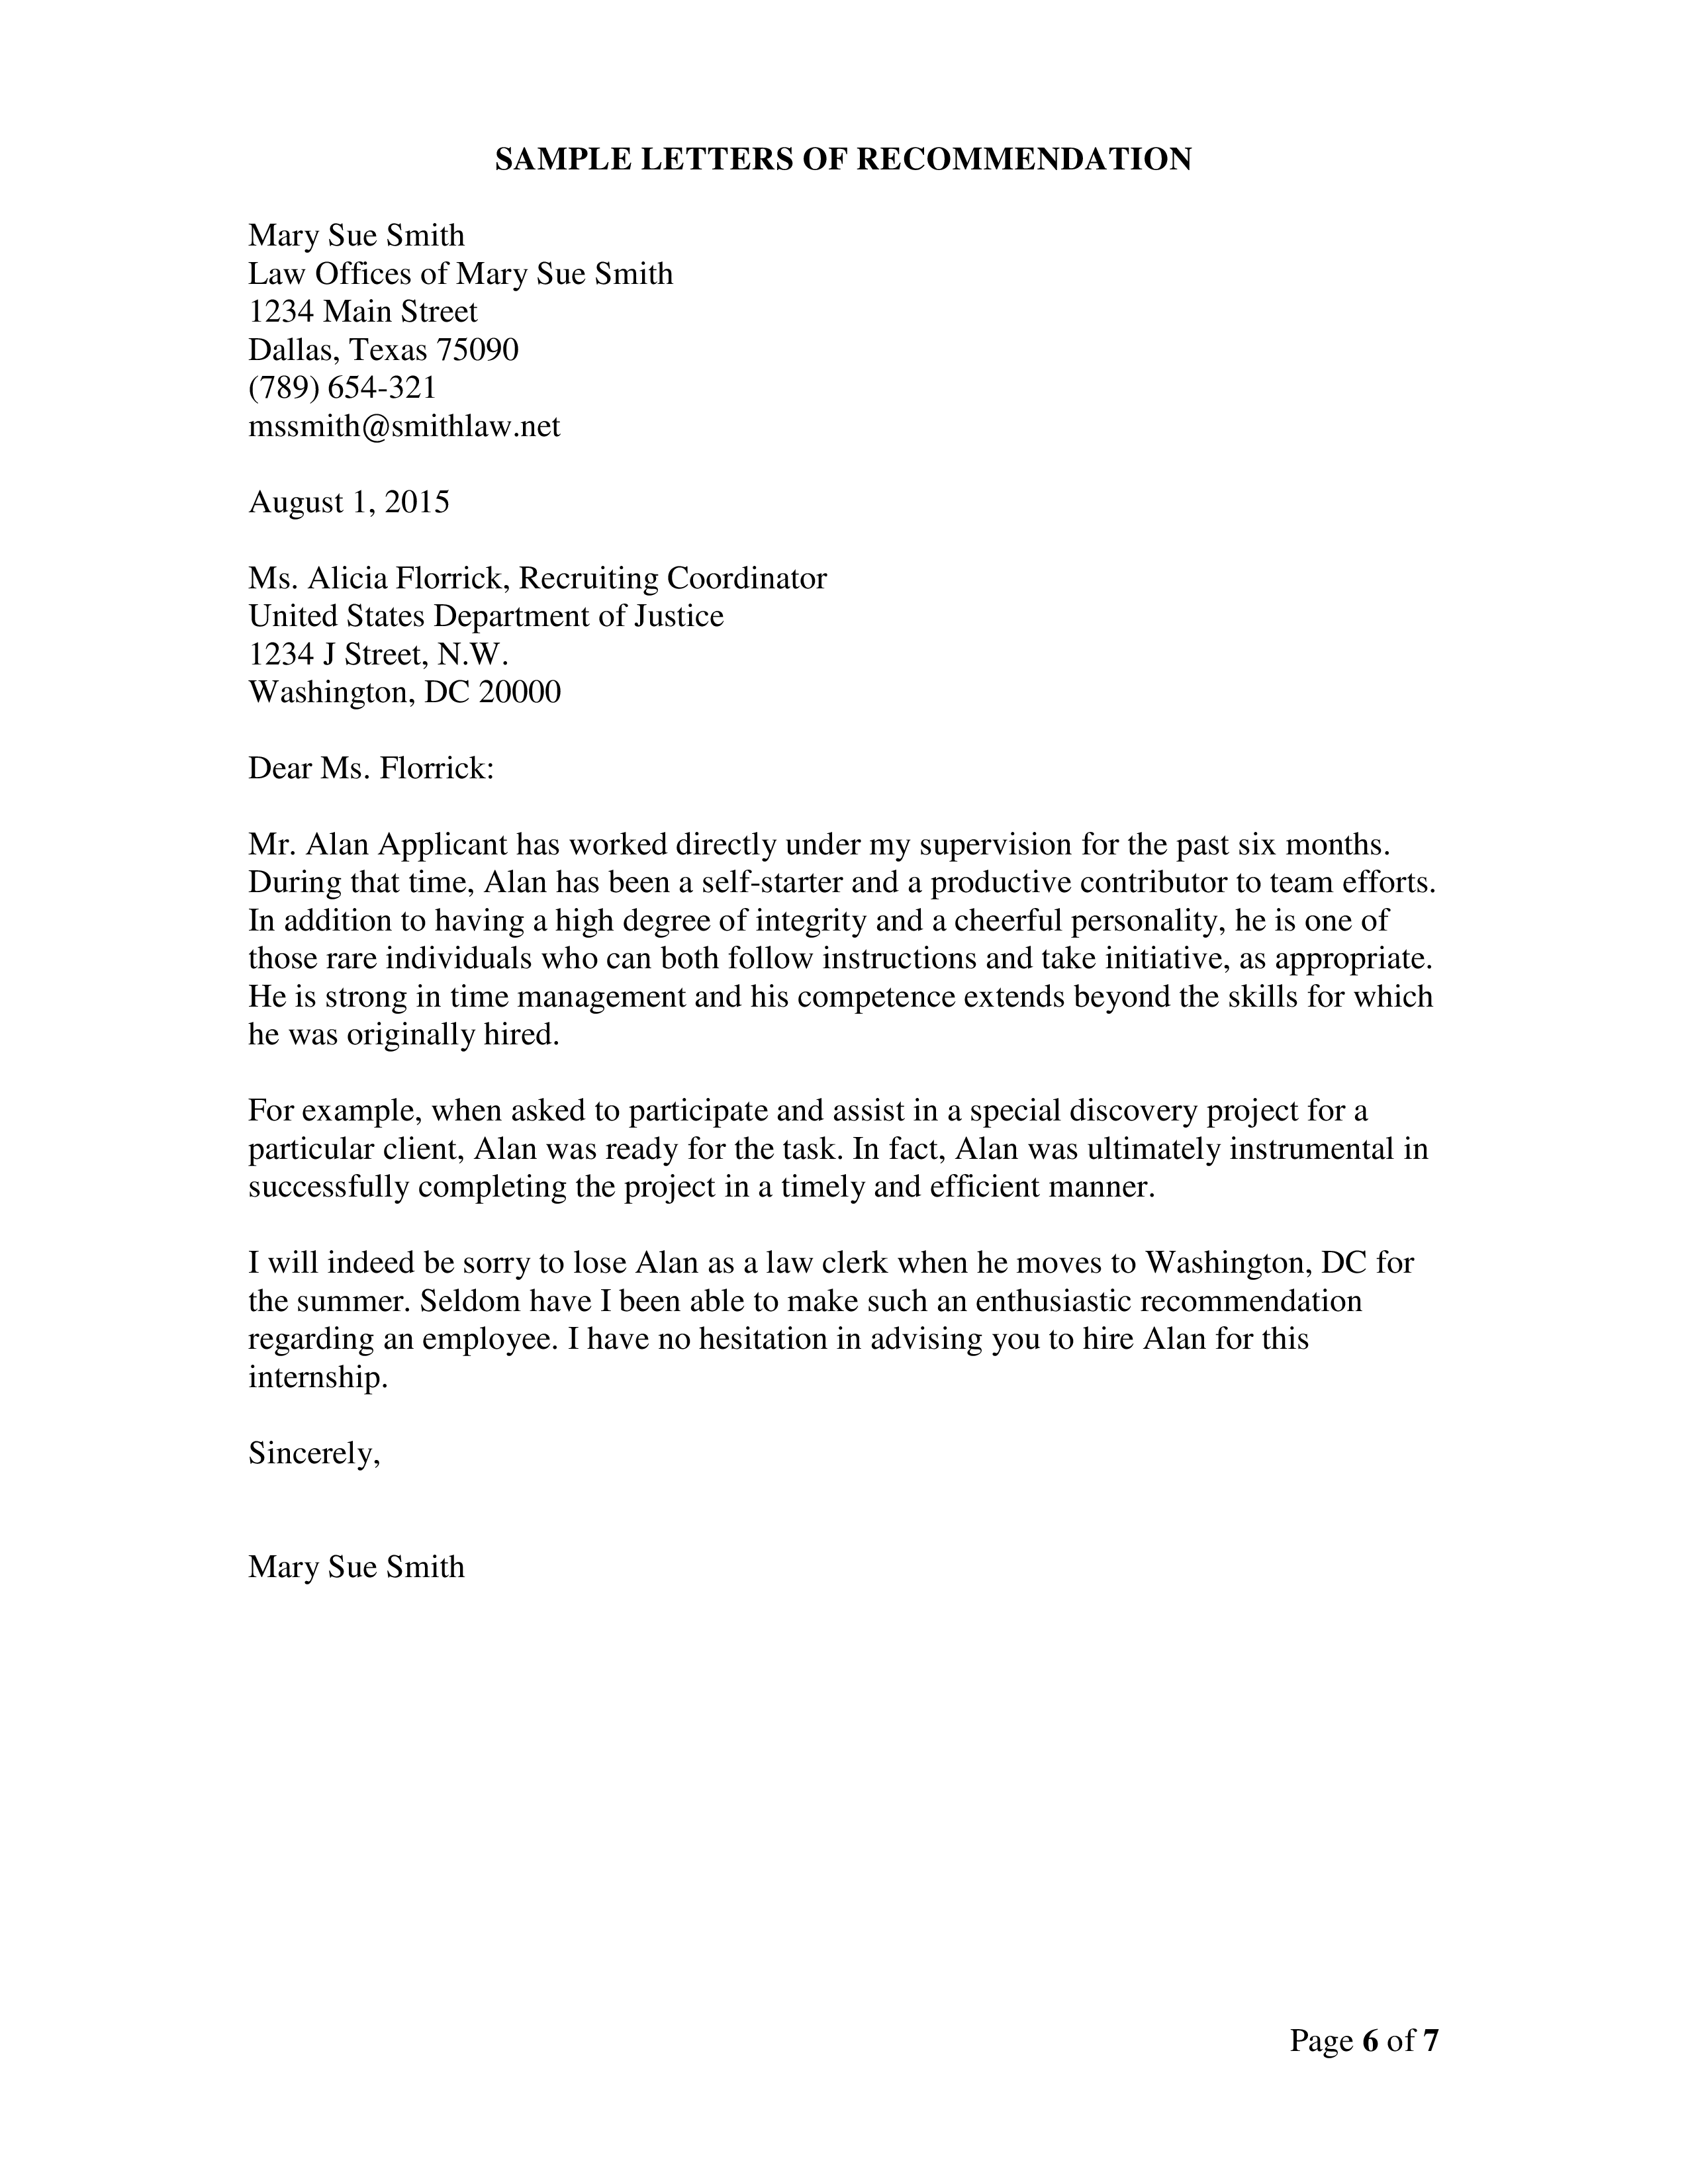 SAMPLE LETTERS OF RECOMMENDATION
Mary Sue Smith
Law Offices of Mary Sue Smith
1234 Main Street
Dallas, Texas 75090
(789) 654-321
mssmith@smithlaw.net
August 1, 2015
Ms. Alicia Florrick, Recruiting Coordinator
United States Department of Justice
1234 J Street, N.W.
Washington, DC 20000
Dear Ms. Florrick:
Mr. Alan Applicant has worked directly under my supervision for the past six months.
During that time, Alan has been a self-starter and a productive contributor to team efforts.
In addition to having a high degree of integrity and a cheerful personality, he is one of
those rare individuals who can both follow instructions and take initiative, as appropriate.
He is strong in time management and his competence extends beyond the skills for which
he was originally hired.
For example, when asked to participate and assist in a special discovery project for a
particular client, Alan was ready for the task. In fact, Alan was ultimately instrumental in
successfully completing the project in a timely and efficient manner.
I will indeed be sorry to lose Alan as a law clerk when he moves to Washington, DC for
the summer. Seldom have I been able to make such an enthusiastic recommendation
regarding an employee. I have no hesitation in advising you to hire Alan for this
internship.
Sincerely,
Mary Sue Smith
Page 6 of 7